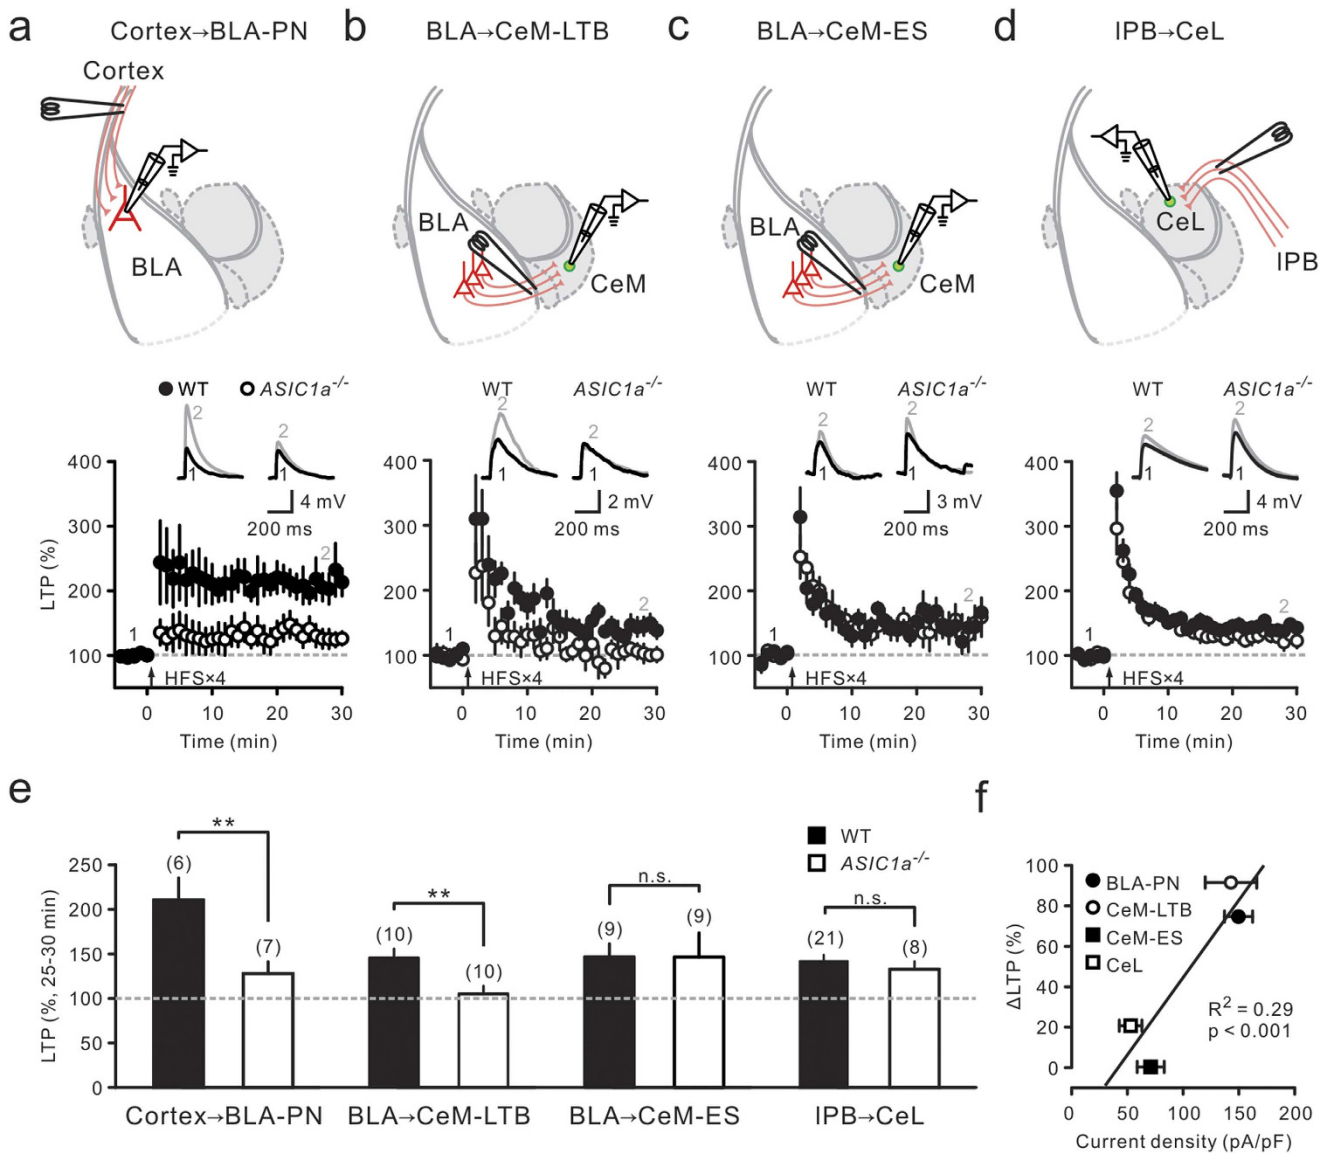 a Cortex→BLA-PN
b BLA→CeM-LTB
c BLA→CeM-ES
d IPB→CeL
Cortex
BLA
BLA
CeM
BLA
CeM
CeL
IPB
WT ASIC1a-/-
2 2
1
4 mV
200 ms
400
300
200
100
LTP (%)
2
1
HFS×4
0 10 20 30
Time (min)
WT ASIC1a-/-
2 2
1
2 mV
200 ms
400
300
200
100
2
1
HFS×4
0 10 20 30
Time (min)
WT ASIC1a-/-
2 2
1
3 mV
200 ms
400
300
200
100
2
1
HFS×4
0 10 20 30
Time (min)
WT ASIC1a-/-
2 2
1
4 mV
200 ms
400
300
200
100
2
1
HFS×4
0 10 20 30
Time (min)
e
WT
ASIC1a-/-
LTP (%, 25-30 min)
250
200
150
100
50
0
** ** n.s. n.s.
(6) (7) (10) (10) (9) (9) (21) (8)
Cortex→BLA-PN BLA→CeM-LTB BLA→CeM-ES IPB→CeL
f
BLA-PN
CeM-LTB
CeM-ES
CeL
ΔLTP (%)
100
80
60
40
20
0
R2 = 0.29
p < 0.001
0 50 100 150 200
Current density (pA/pF)